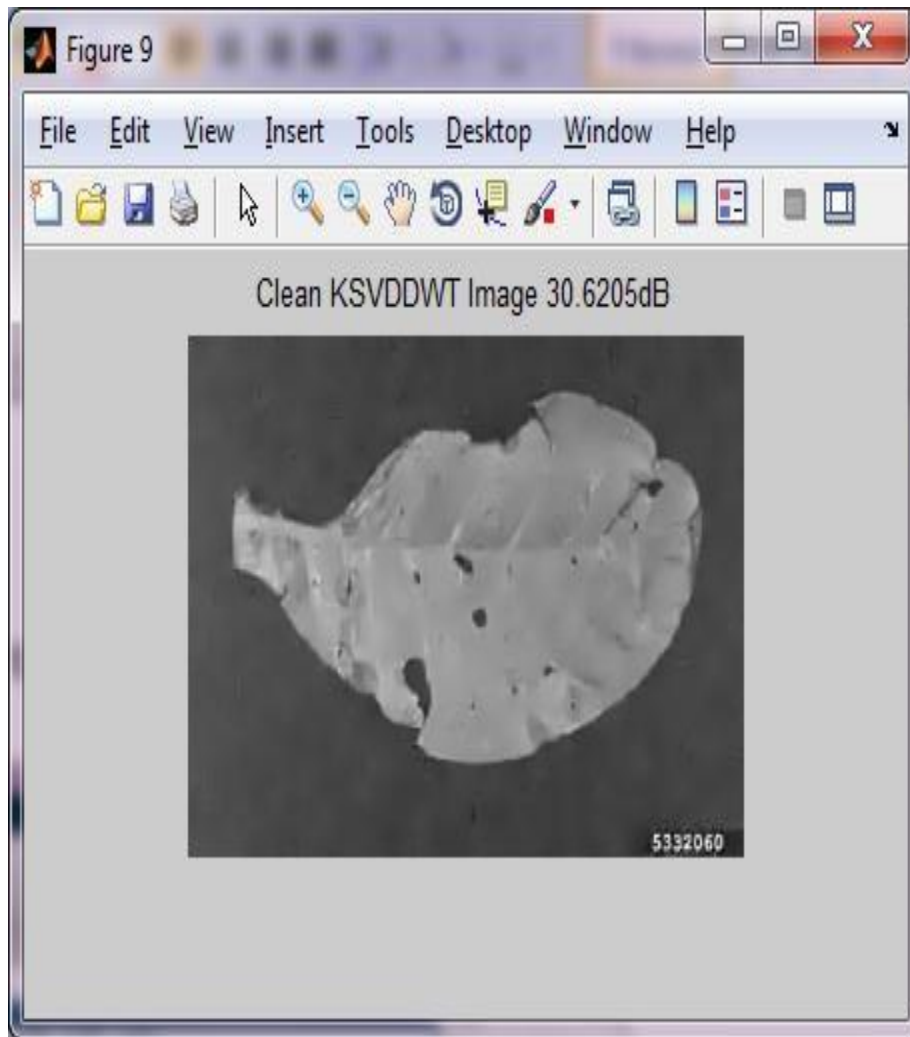 Figure 9
File Edit View Insert Tools Desktop Window Help
Clean KSVDDWT Image 30.6205dB
5332060